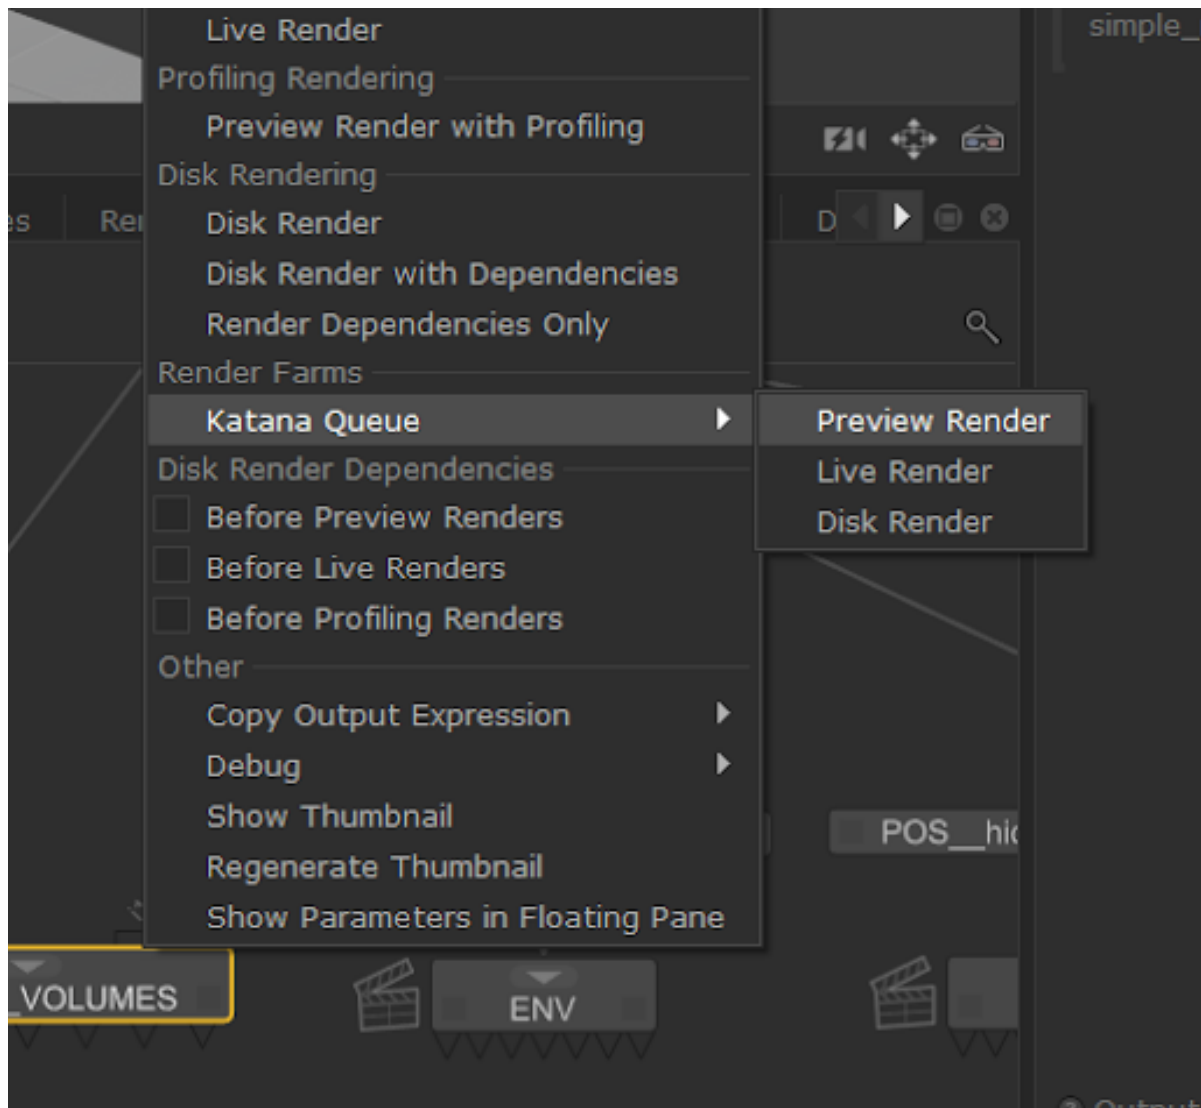 simple_
Live Render
Profiling Rendering
Preview Render with Profiling
Disk Rendering
Disk Render
Disk Render with Dependencies
Render Dependencies Only
Render Farms
Katana Queue
Preview Render
Live Render
Disk Render
Disk Render Dependencies
Before Preview Renders
Before Live Renders
Before Profiling Renders
Other
Copy Output Expression
Debug
Show Thumbnail
Regenerate Thumbnail
Show Parameters in Floating Pane
POS__hi
_VOLUMES
ENV
Output